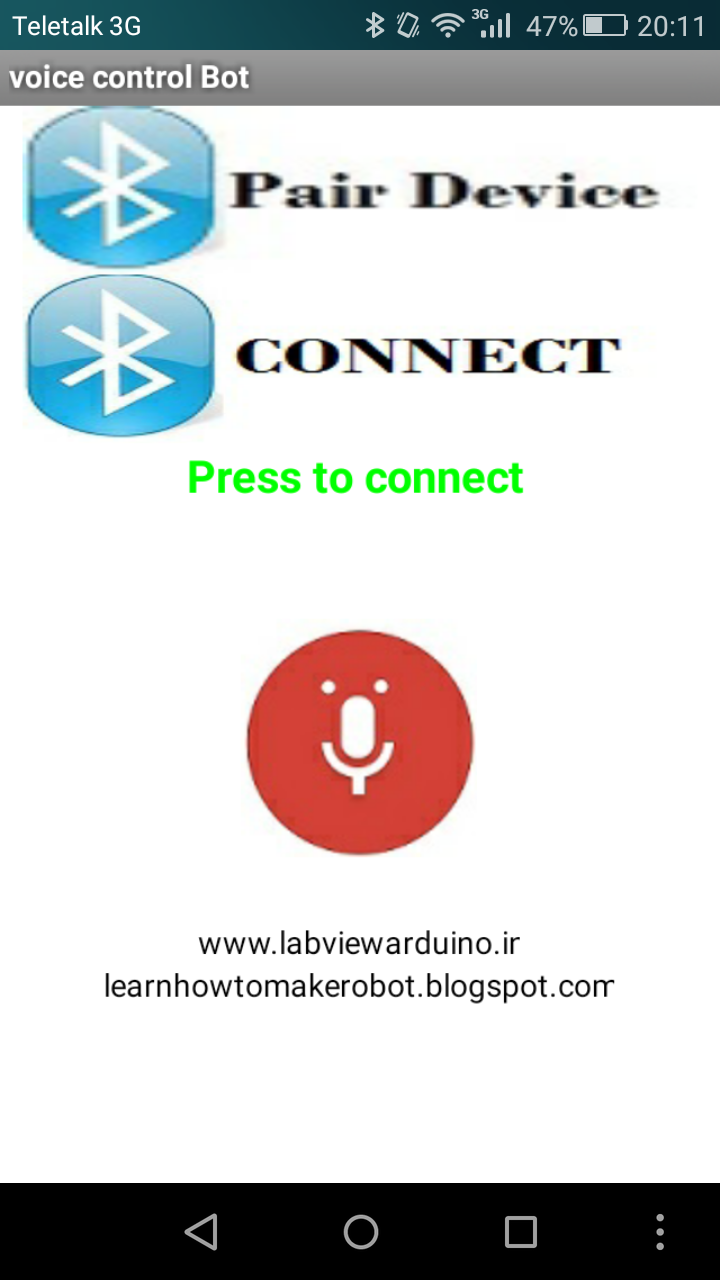 Teletalk 3G 3G 47% 20:11
voice control Bot
Pair Device
CONNECT
Press to connect
www.labviewarduino.ir
learnhowtomakerobot.blogspot.com